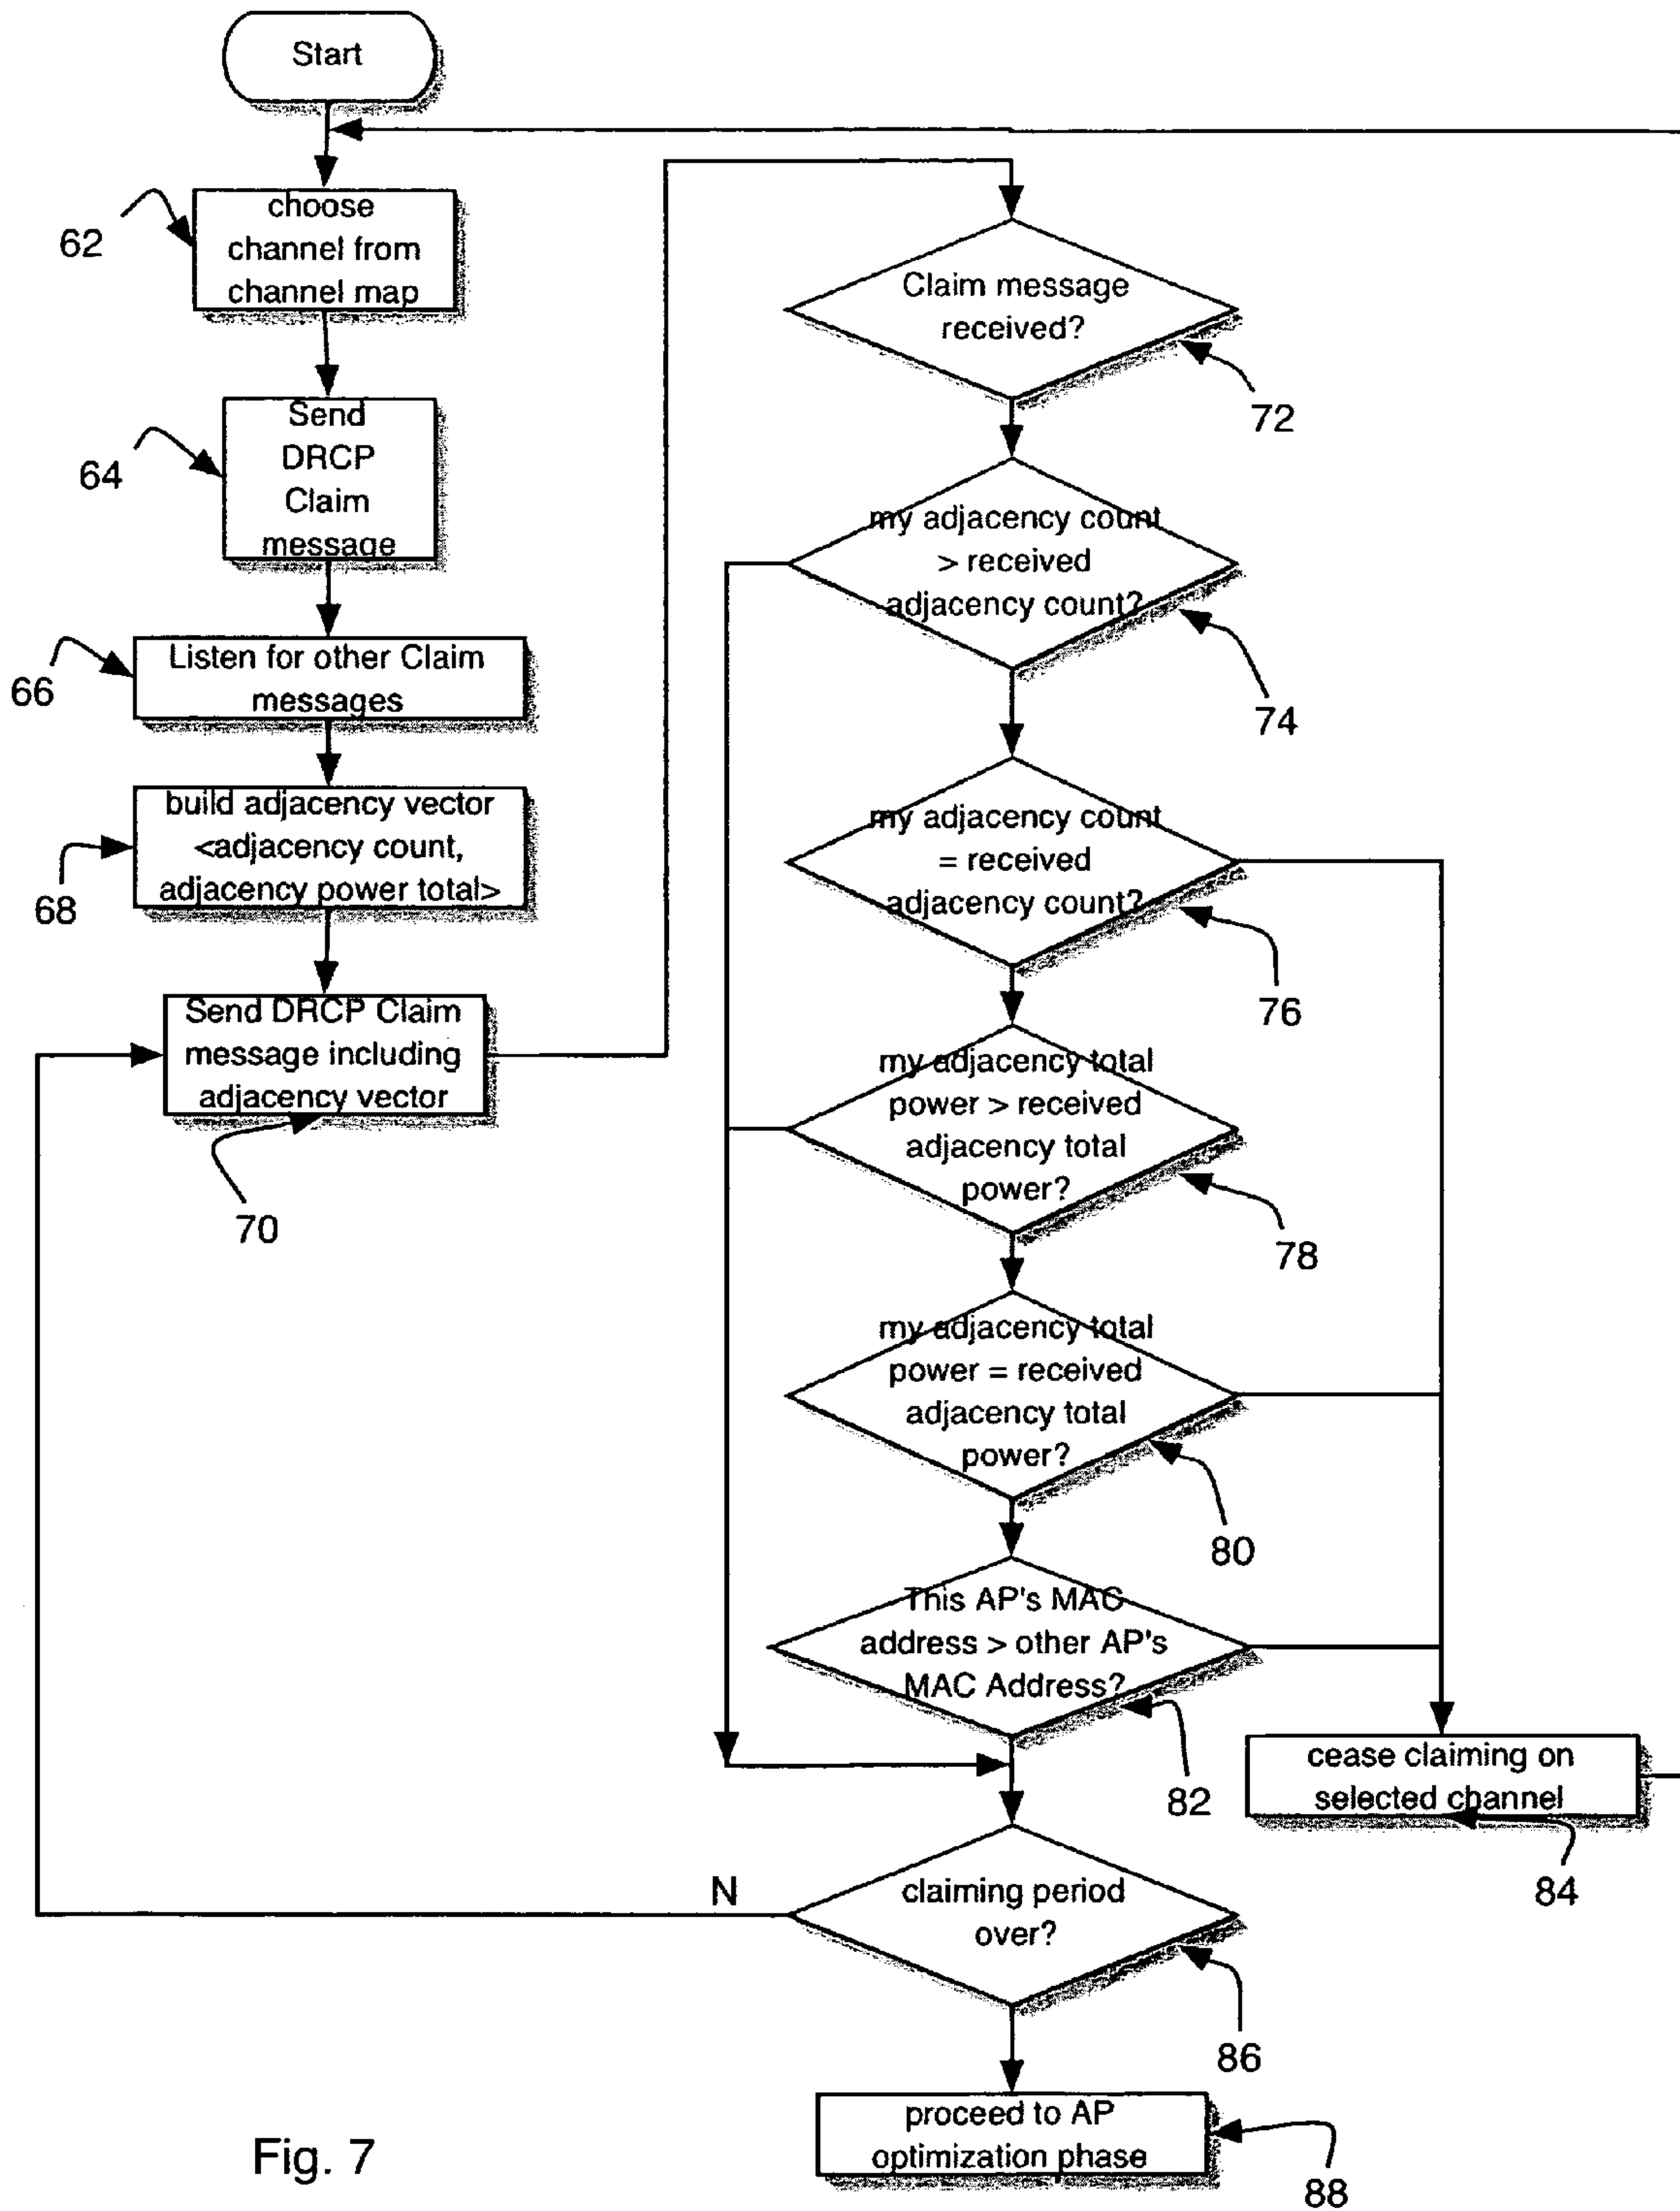 Start
choose
channel from
channel map
62
Send
DRCP
Claim
message
64
Listen for other Claim
messages
66
build adjacency vector
<adjacency count,
adjacency power total>
68
Send DRCP Claim
message including
adjacency vector
70
Claim message
received?
72
my adjacency count
> received
adjacency count?
74
my adjacency count
= received
adjacency count?
76
my adjacency total
power > received
adjacency total
power?
78
my adjacency total
power = received
adjacency total
power?
80
This AP's MAC
address > other AP's
MAC Address?
82
cease claiming on
selected channel
84
N
claiming period
over?
86
proceed to AP
optimization phase
88
Fig. 7